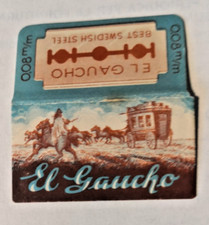 0,08 m/m
BEST SWEDISH STEEL
EL GAUCHO
0,08 m/m
El Gaucho